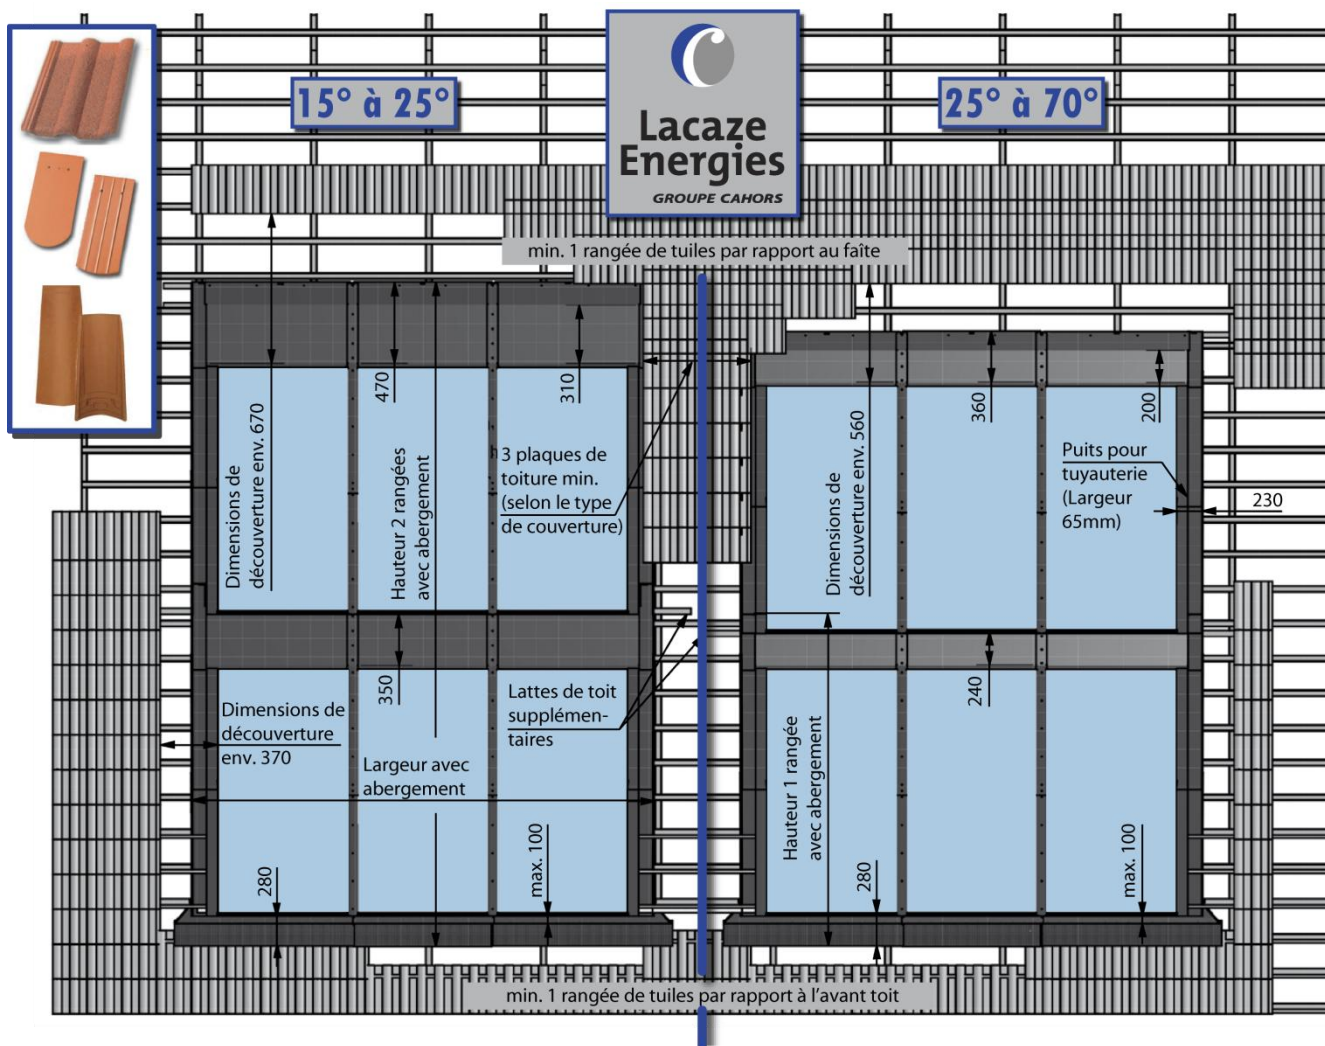 15° à 25°
Lacaze
Energies
GROUPE CAHORS
25° à 70°
min. 1 rangée de tuiles par rapport au faîte
Dimensions de
découverte env. 670
470
Hauteur 2 rangées
avec abergement
310
3 plaques de
toiture min.
(selon le type
de couverture)
Dimensions de
découverte env. 560
360
200
Puits pour
tuyauterie
(Largeur
65mm)
230
350
Lattes de toit
supplémen-
taires
240
Dimensions de
découverte
env. 370
Largeur avec
abergement
Hauteur 1 rangée
avec abergement
280
max. 100
280
max. 100
min. 1 rangée de tuiles par rapport à l'avant toit